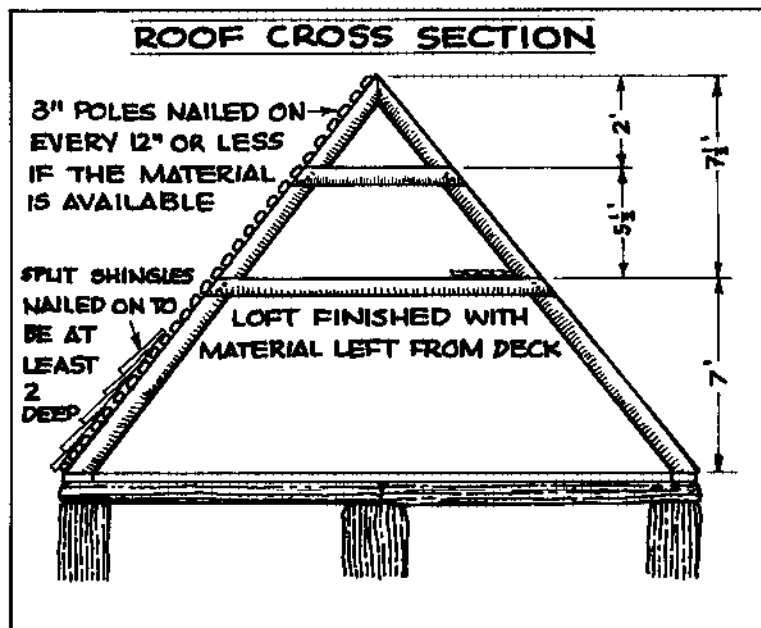 ROOF CROSS SECTION
3" POLES NAILED ON
EVERY 12" OR LESS
IF THE MATERIAL
IS AVAILABLE
SPLIT SHINGLES
NAILED ON TO
BE AT
LEAST
2
DEEP
LOFT FINISHED WITH
MATERIAL LEFT FROM DECK
2'
5½'
7½'
7'